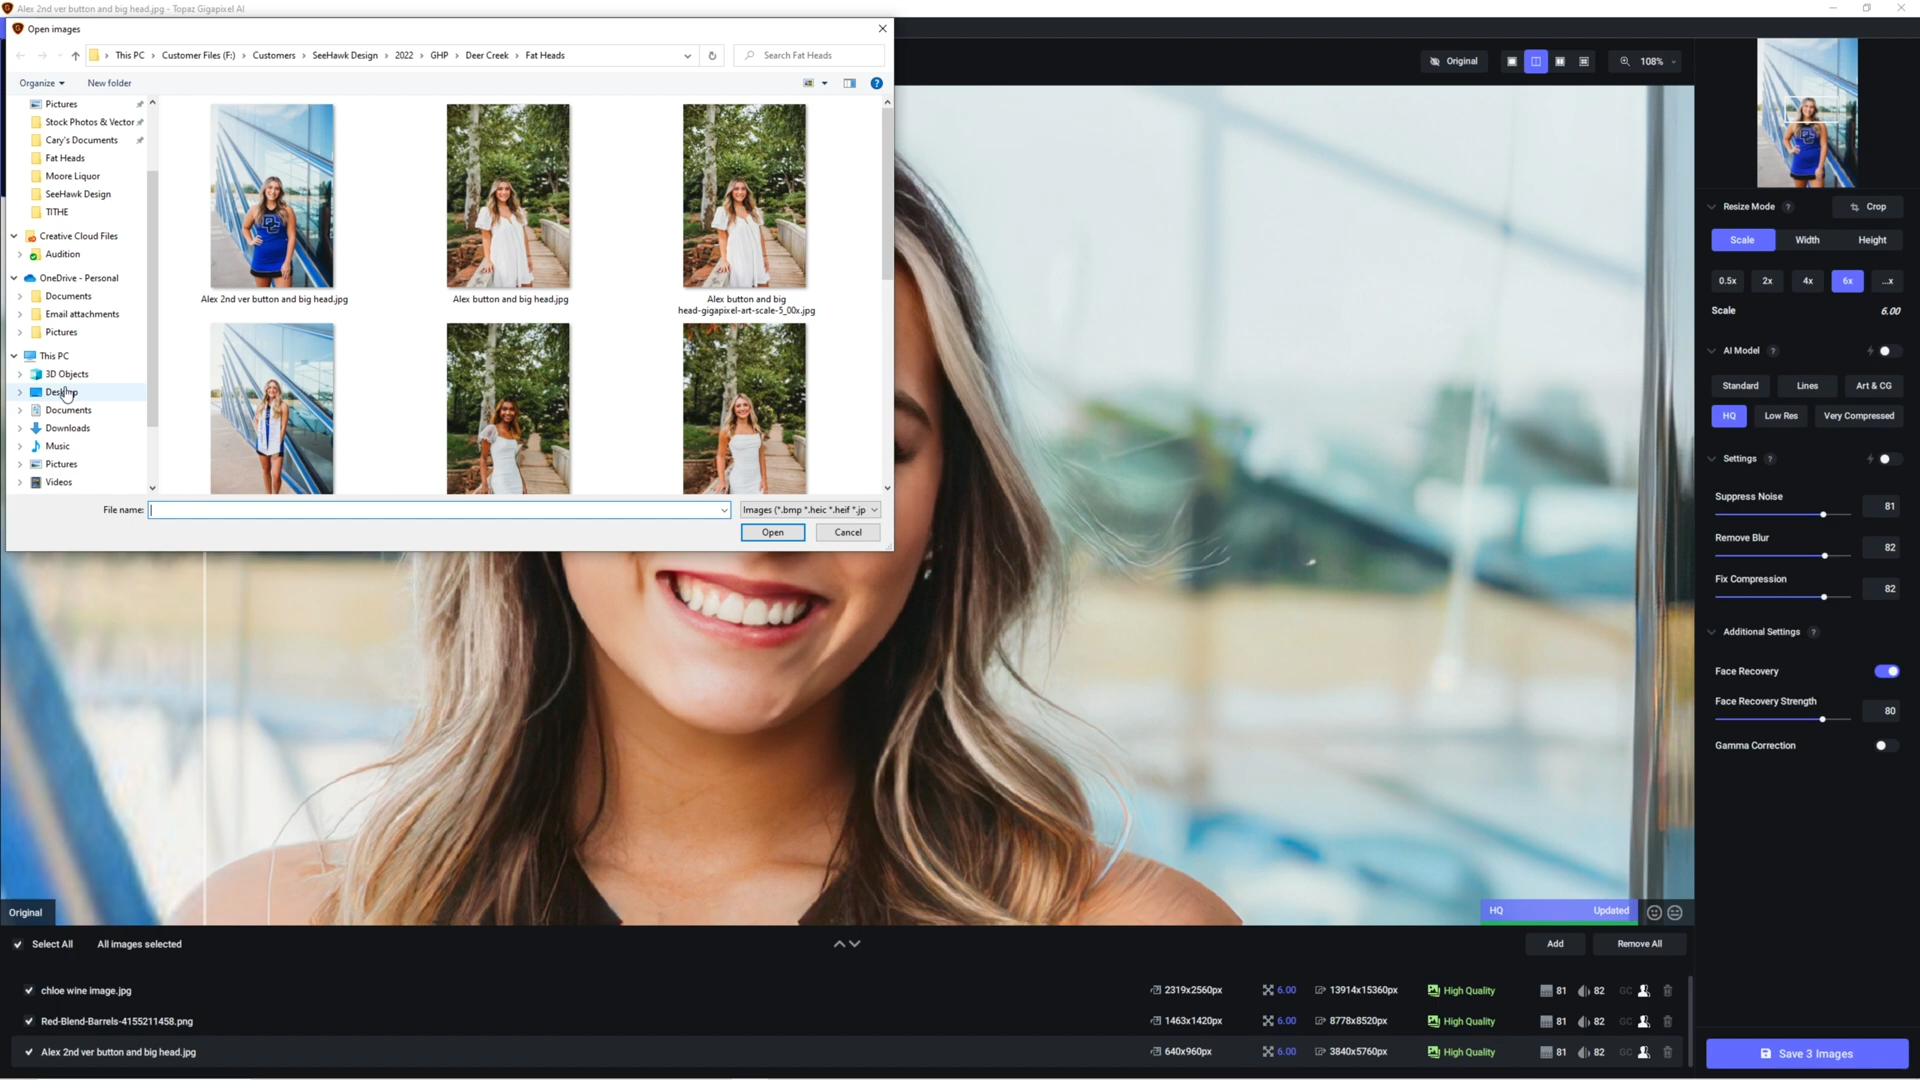 Alex 2nd ver button and big head.jpg - Topaz Gigapixel AI
Open images
This PC > Customer Files (F:) > Customers > SeeHawk Design > 2022 > GHP > Deer Creek > Fat Heads
Search Fat Heads
Organize
New folder
Pictures
Stock Photos & Vector
Cary's Documents
Fat Heads
Moore Liquor
SeeHawk Design
TITHE
Creative Cloud Files
Audition
OneDrive - Personal
Documents
Email attachments
Pictures
This PC
3D Objects
Desktop
Documents
Downloads
Music
Pictures
Videos
Alex 2nd ver button and big head.jpg
Alex button and big head.jpg
Alex button and big
head-gigapixel-art-scale-5_00x.jpg
File name:
Images (*.bmp *.heic *.heif *.jp
Open
Cancel
Original
108%
Resize Mode ?
Crop
Scale
Width
Height
0.5x
2x
4x
6x
...x
Scale
6.00
AI Model ?
Standard
Lines
Art & CG
HQ
Low Res
Very Compressed
Settings ?
Suppress Noise
81
Remove Blur
82
Fix Compression
82
Additional Settings ?
Face Recovery
Face Recovery Strength
80
Gamma Correction
Original
HQ
Updated
Select All
All images selected
Add
Remove All
chloe wine image.jpg
2319x2560px
6.00
13914x15360px
High Quality
81
82
GC
Red-Blend-Barrels-4155211458.png
1463x1420px
6.00
8778x8520px
High Quality
81
82
GC
Alex 2nd ver button and big head.jpg
640x960px
6.00
3840x5760px
High Quality
81
82
GC
Save 3 Images